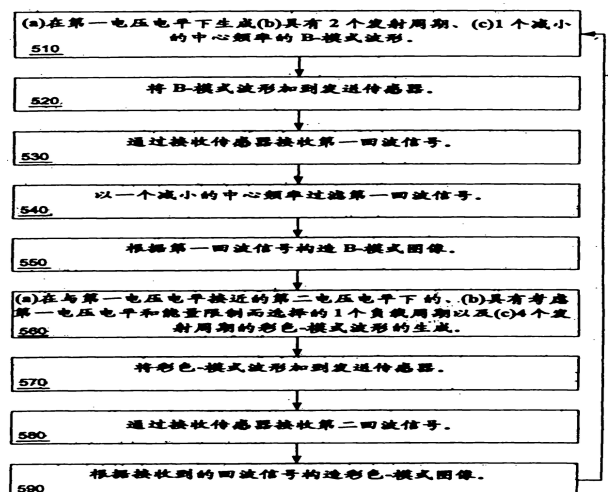 (a)在第一电压电平下生成(b)具有2个发射周期、(c)1个减小
的中心频率的B-模式波形。
510
将B-模式波形加到发送传感器。
520
通过接收传感器接收第一回波信号。
530
以一个减小的中心频率过滤第一回波信号。
540
根据第一回波信号构造B-模式图像。
550
(a)在与第一电压电平接近的第二电压电平下的、(b)具有考虑
第一电压电平和能量限制而选择的1个负载周期以及(c)4个发
射周期的彩色-模式波形的生成。
560
将彩色-模式波形加到发送传感器。
570
通过接收传感器接收第二回波信号。
580
根据接收到的回波信号构造彩色-模式图像。
590